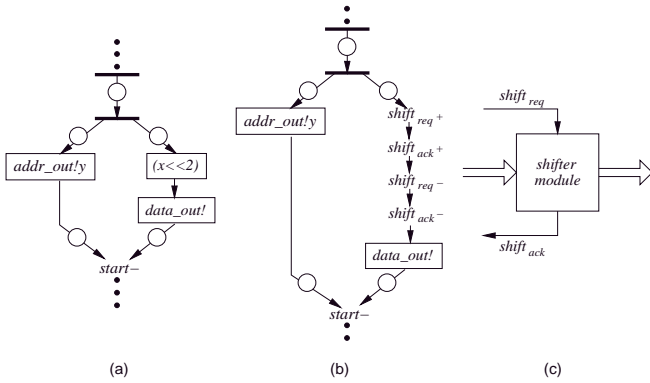 addr_out!y
(x<<2)
data_out!
start−
(a)
addr_out!y
shift req +
shift ack +
shift req −
shift ack −
data_out!
start−
(b)
shift req
shifter
module
shift ack
(c)